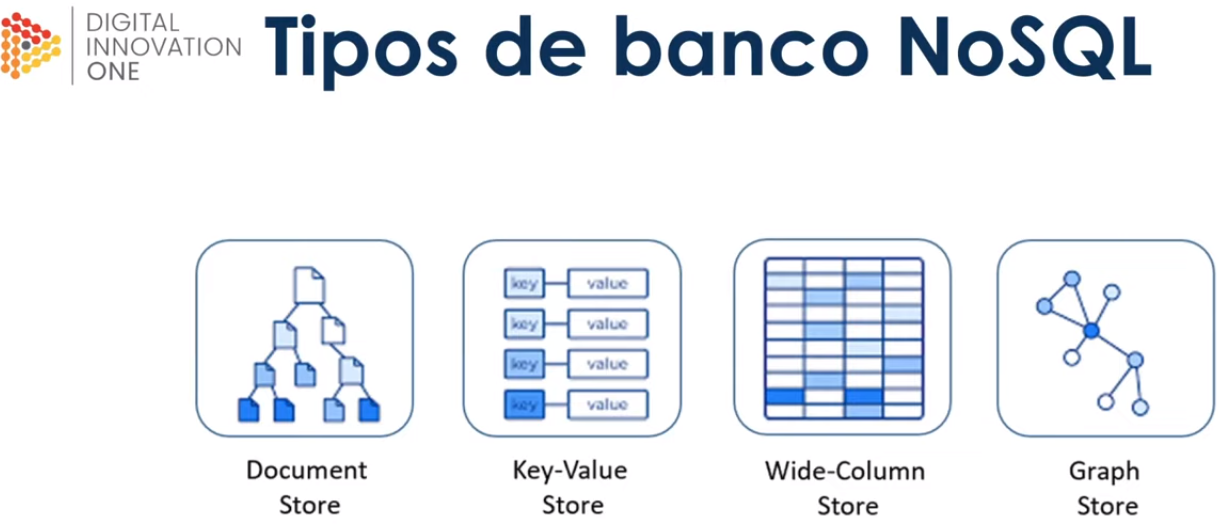 DIGITAL
INNOVATION
ONE
Tipos de banco NoSQL
key value
key value
key value
key value
Document
Store
Key-Value
Store
Wide-Column
Store
Graph
Store